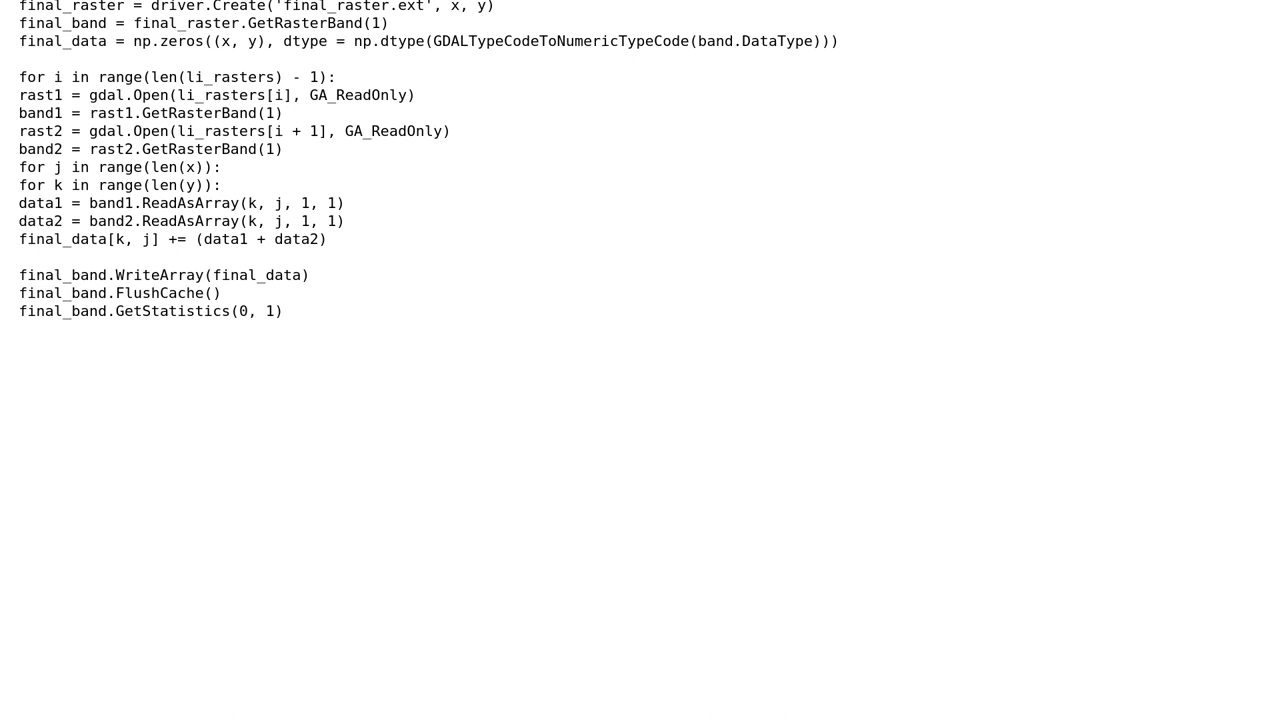 final_raster = driver.Create('final_raster.ext', x, y)
final_band = final_raster.GetRasterBand(1)
final_data = np.zeros((x, y), dtype = np.dtype(GDALTypeCodeToNumericTypeCode(band.DataType)))

for i in range(len(li_rasters) - 1):
rast1 = gdal.Open(li_rasters[i], GA_ReadOnly)
band1 = rast1.GetRasterBand(1)
rast2 = gdal.Open(li_rasters[i + 1], GA_ReadOnly)
band2 = rast2.GetRasterBand(1)
for j in range(len(x)):
for k in range(len(y)):
data1 = band1.ReadAsArray(k, j, 1, 1)
data2 = band2.ReadAsArray(k, j, 1, 1)
final_data[k, j] += (data1 + data2)

final_band.WriteArray(final_data)
final_band.FlushCache()
final_band.GetStatistics(0, 1)